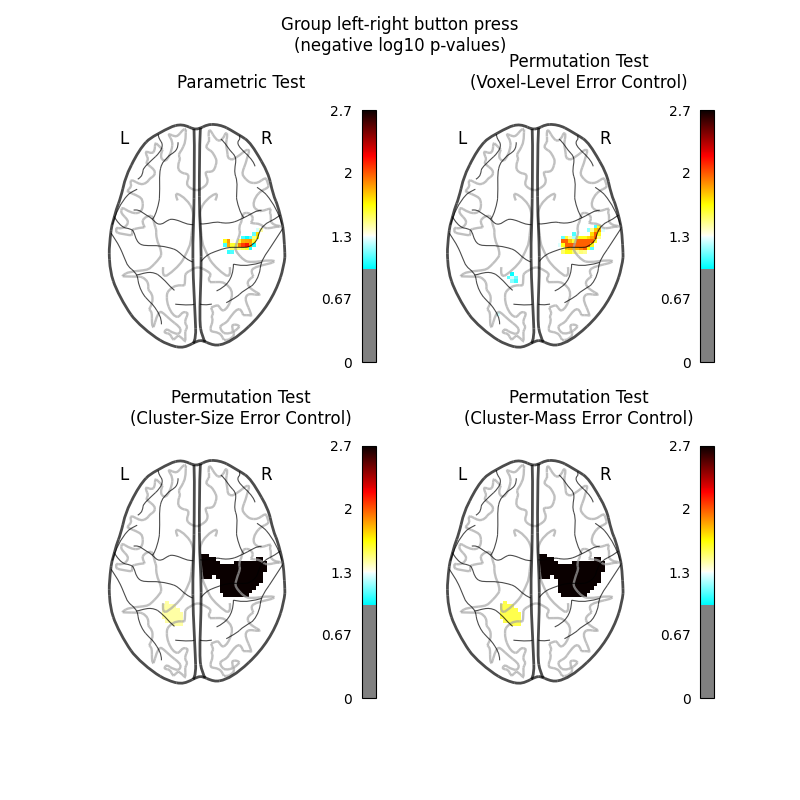 Group left-right button press
(negative log10 p-values)
Parametric Test
L
R
2.7
2
1.3
0.67
0
Permutation Test
(Voxel-Level Error Control)
L
R
2.7
2
1.3
0.67
0
Permutation Test
(Cluster-Size Error Control)
L
R
2.7
2
1.3
0.67
0
Permutation Test
(Cluster-Mass Error Control)
L
R
2.7
2
1.3
0.67
0